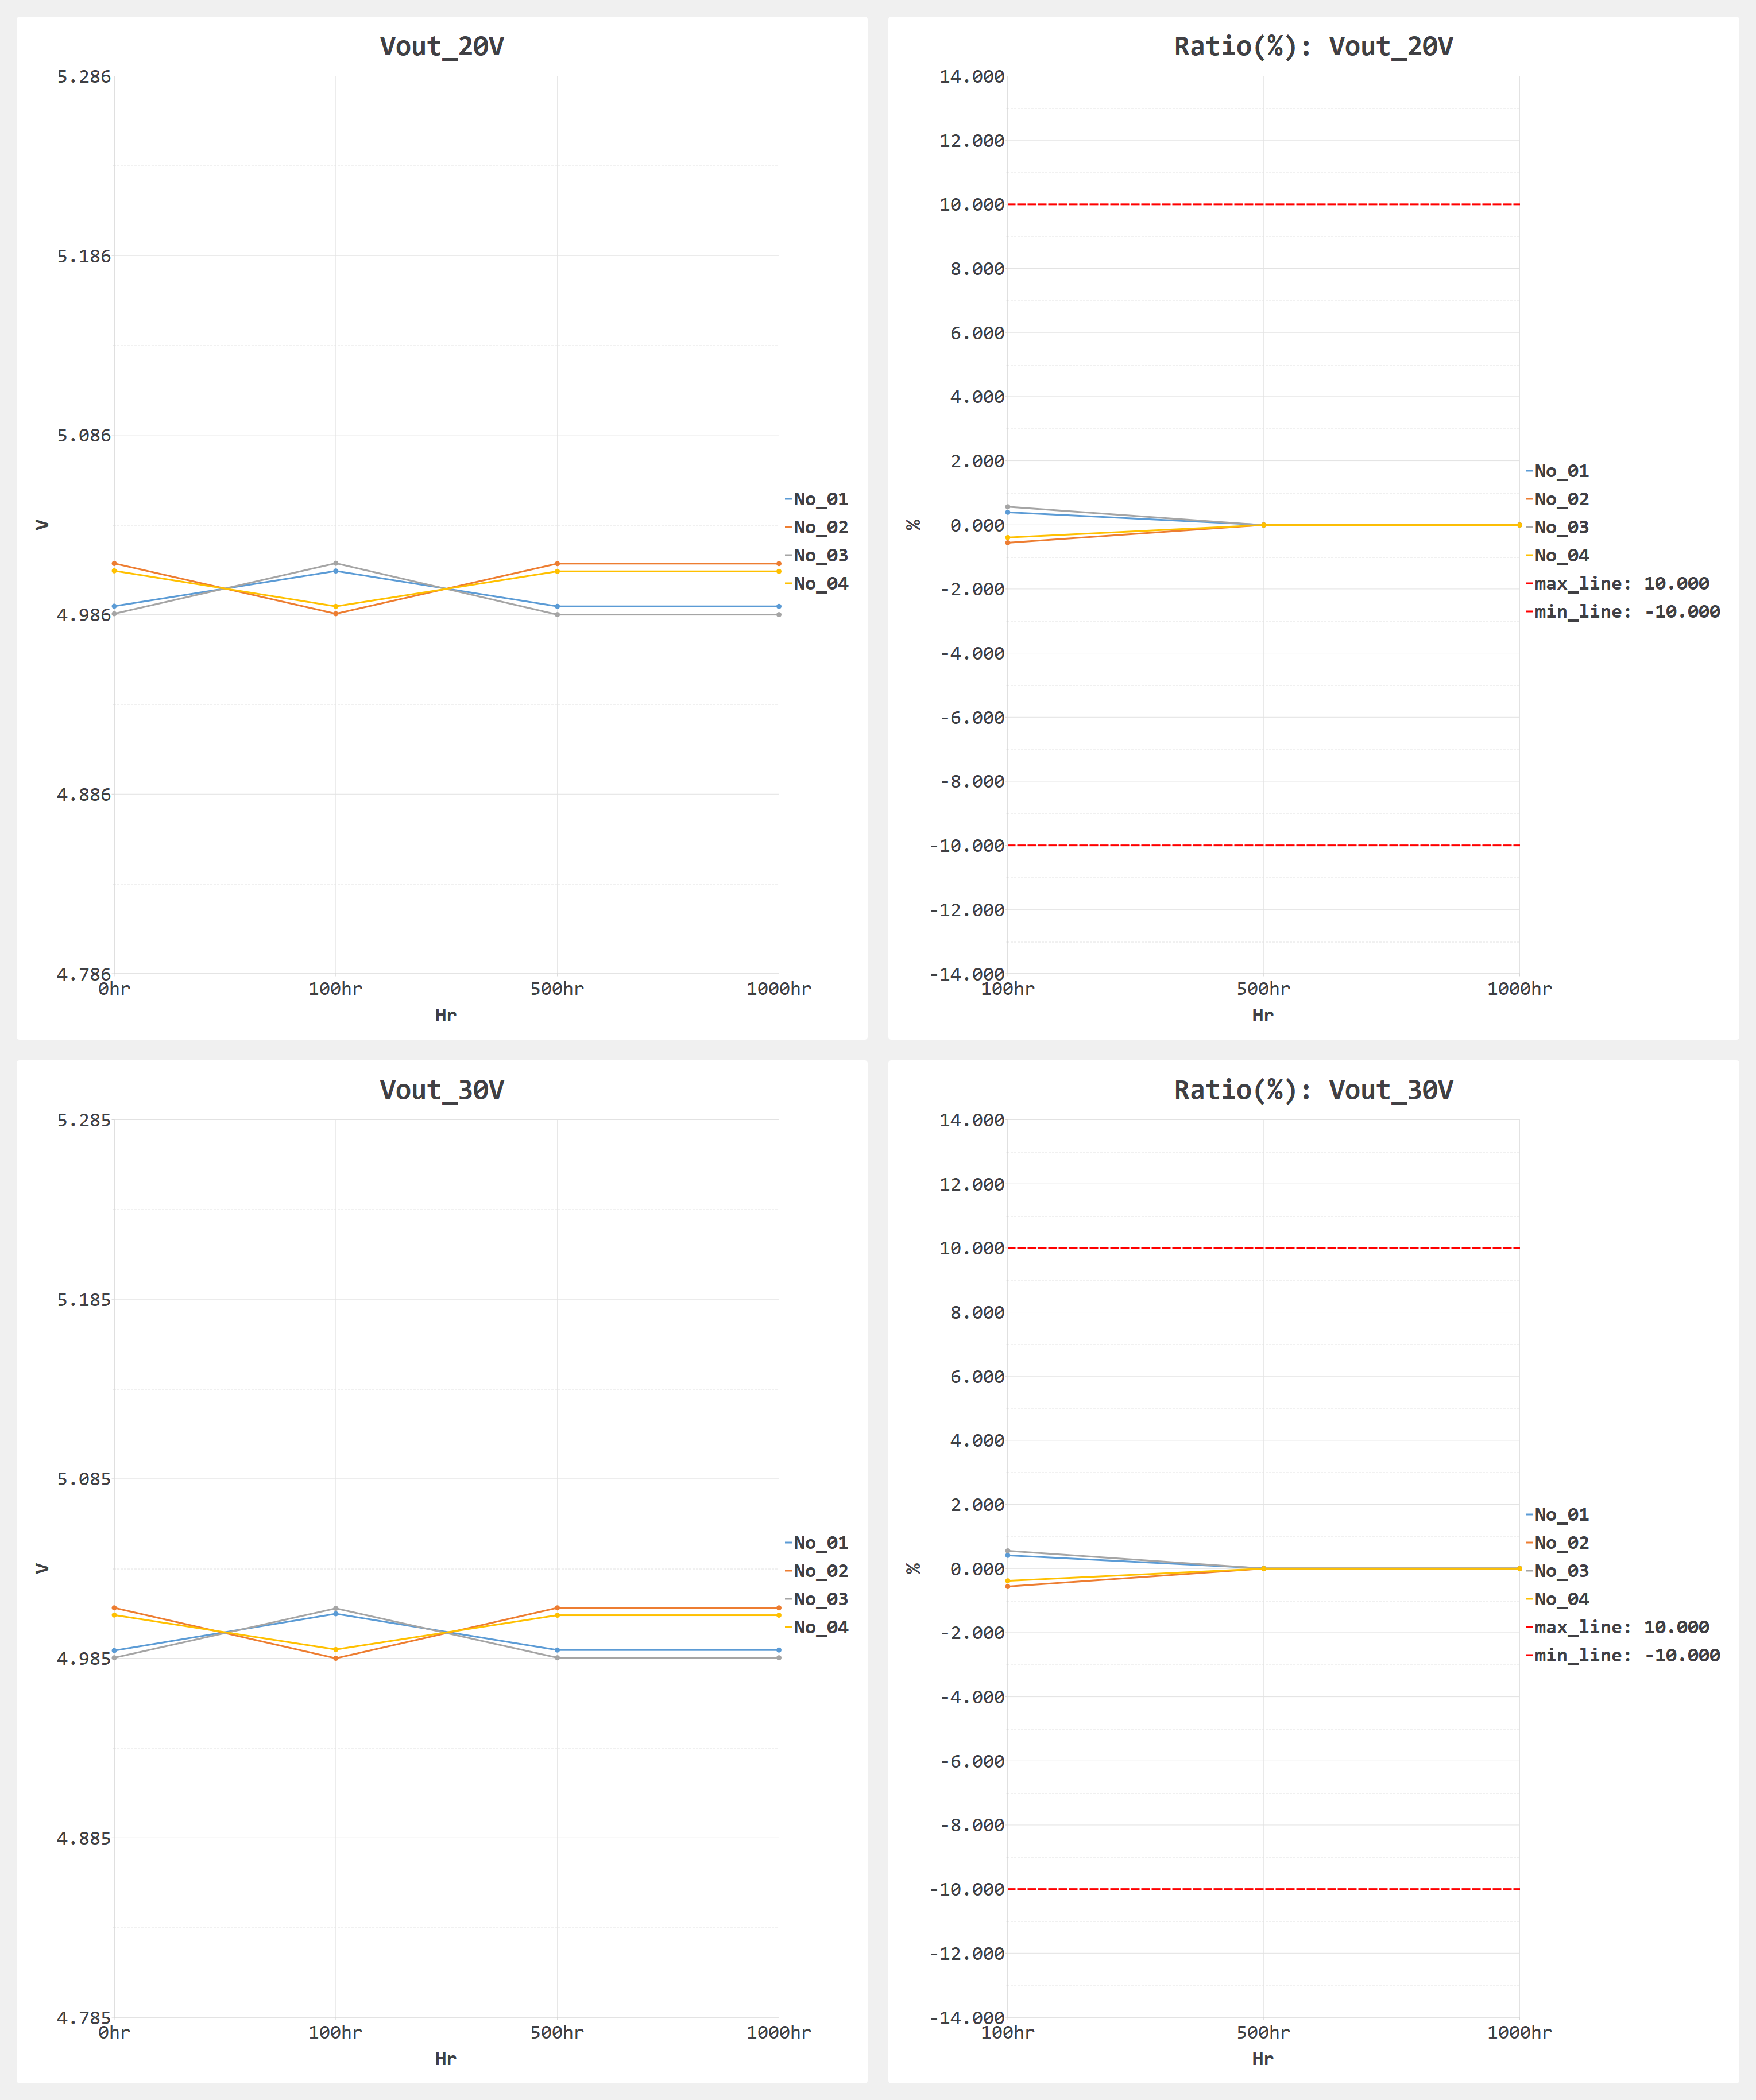 Vout_20V
5.286
5.186
5.086
4.986
4.886
4.786
V
0hr 100hr 500hr 1000hr
Hr
No_01
No_02
No_03
No_04
Ratio(%): Vout_20V
14.000
12.000
10.000
8.000
6.000
4.000
2.000
0.000
-2.000
-4.000
-6.000
-8.000
-10.000
-12.000
-14.000
%
100hr 500hr 1000hr
Hr
No_01
No_02
No_03
No_04
max_line: 10.000
min_line: -10.000
Vout_30V
5.285
5.185
5.085
4.985
4.885
4.785
V
0hr 100hr 500hr 1000hr
Hr
No_01
No_02
No_03
No_04
Ratio(%): Vout_30V
14.000
12.000
10.000
8.000
6.000
4.000
2.000
0.000
-2.000
-4.000
-6.000
-8.000
-10.000
-12.000
-14.000
%
100hr 500hr 1000hr
Hr
No_01
No_02
No_03
No_04
max_line: 10.000
min_line: -10.000